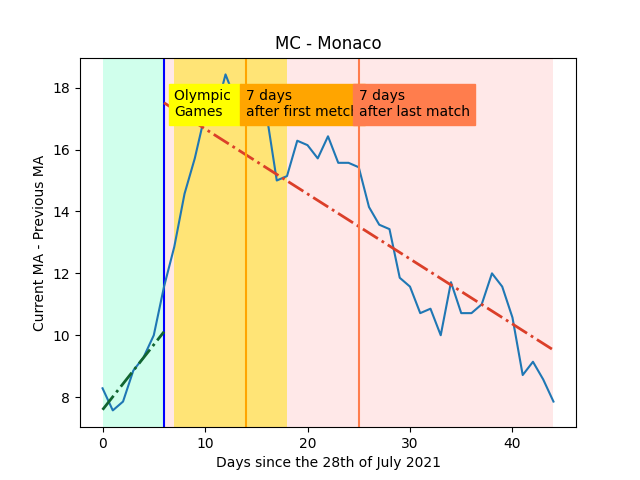 MC - Monaco
Current MA - Previous MA
18
16
14
12
10
8
Olympic
Games
7 days
after first metch
7 days
after last match
0
10
20
30
40
Days since the 28th of July 2021